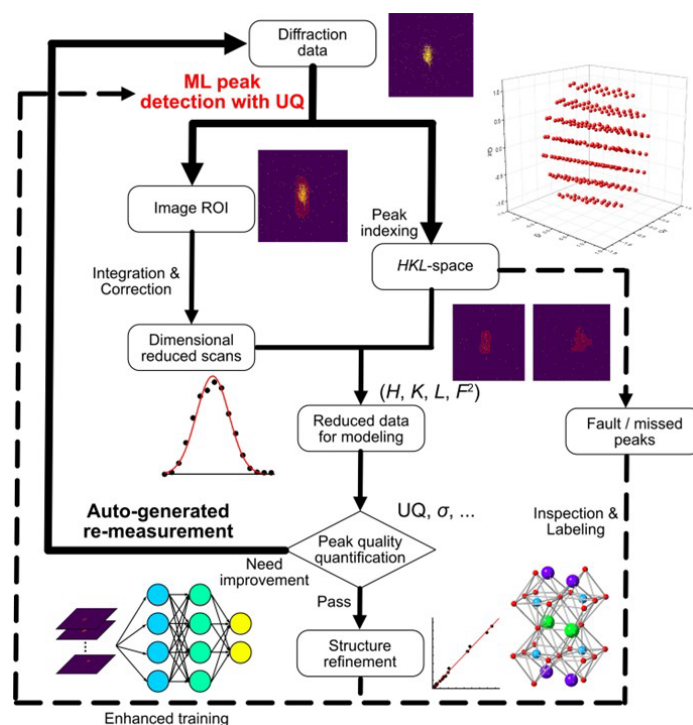 Diffraction
data
ML peak
detection with UQ
Image ROI
Peak
indexing
HKL-space
Integration &
Correction
Dimensional
reduced scans
(H, K, L, F²)
Reduced data
for modeling
Fault / missed
peaks
Auto-generated
re-measurement
UQ, σ, ...
Inspection &
Labeling
Peak quality
quantification
Need
improvement
Pass
Structure
refinement
Enhanced training